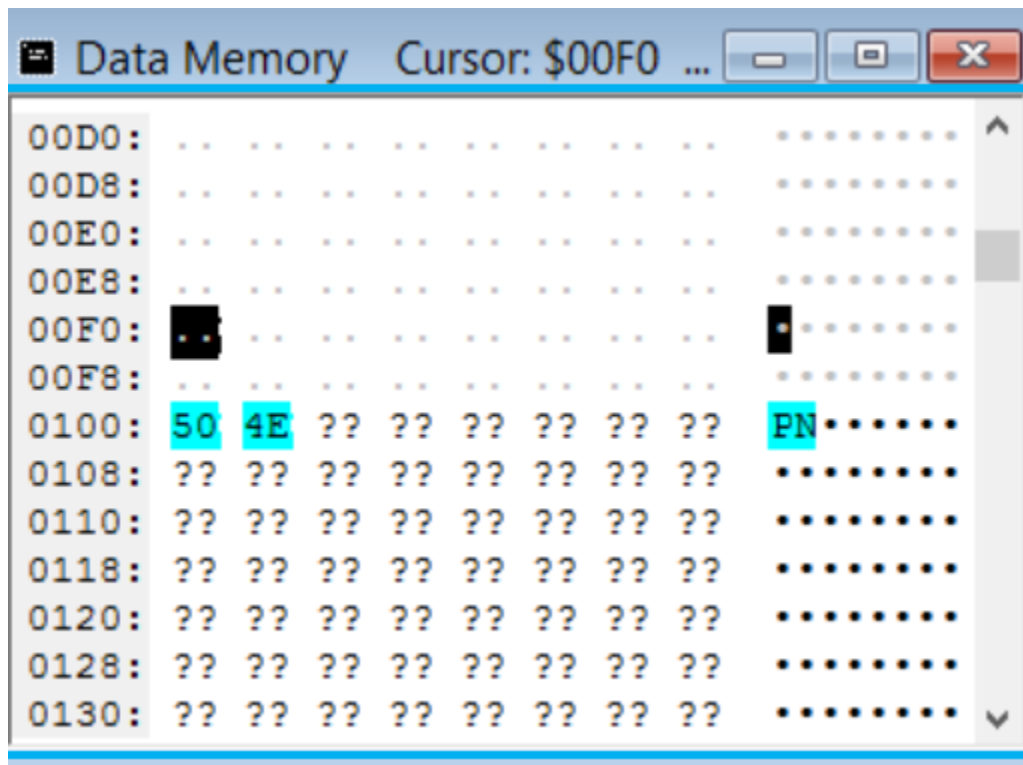 Data Memory Cursor: $00F0 ...
00D0: .. .. .. .. .. .. .. .. ••••••••
00D8: .. .. .. .. .. .. .. .. ••••••••
00E0: .. .. .. .. .. .. .. .. ••••••••
00E8: .. .. .. .. .. .. .. .. ••••••••
00F0: .. .. .. .. .. .. .. .. ••••••••
00F8: .. .. .. .. .. .. .. .. ••••••••
0100: 50 4E ?? ?? ?? ?? ?? ?? PN••••••
0108: ?? ?? ?? ?? ?? ?? ?? ?? ••••••••
0110: ?? ?? ?? ?? ?? ?? ?? ?? ••••••••
0118: ?? ?? ?? ?? ?? ?? ?? ?? ••••••••
0120: ?? ?? ?? ?? ?? ?? ?? ?? ••••••••
0128: ?? ?? ?? ?? ?? ?? ?? ?? ••••••••
0130: ?? ?? ?? ?? ?? ?? ?? ?? ••••••••